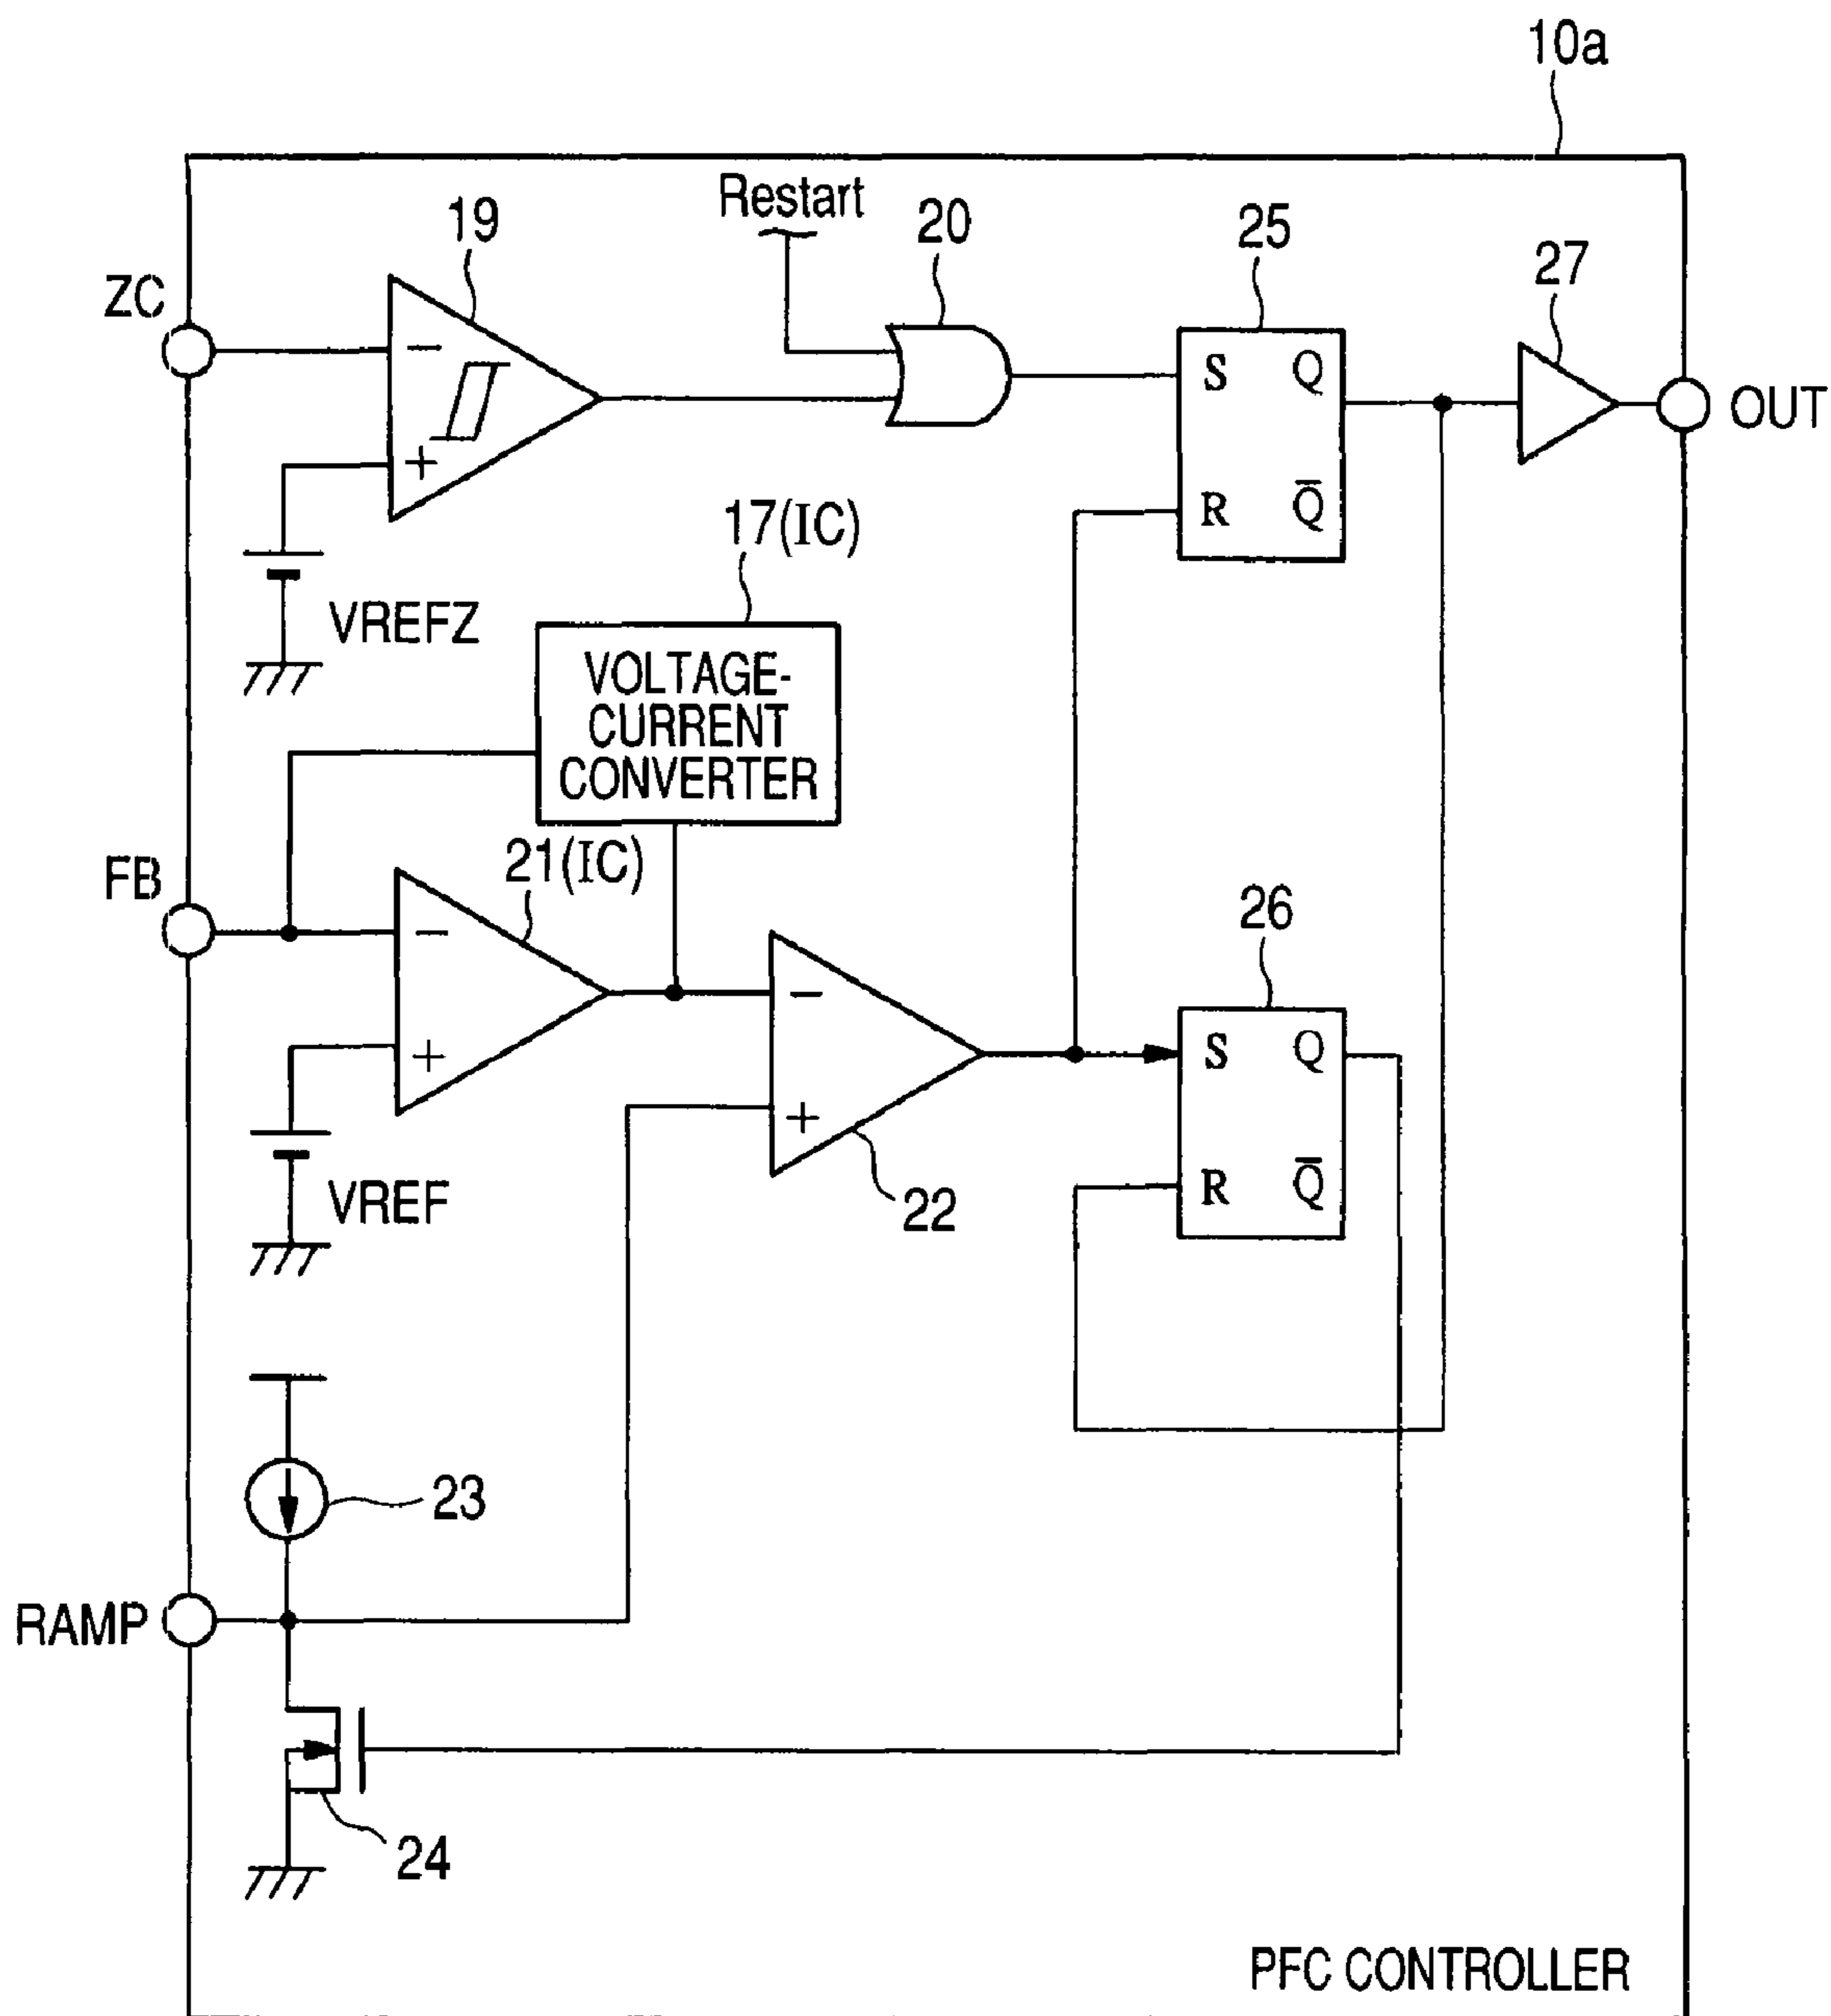 10a
Restart
19
20
25
27
ZC
−
+
S Q
R Q̅
OUT
17(IC)
VREFZ
VOLTAGE-
CURRENT
CONVERTER
21(IC)
FB
−
+
26
−
+
S Q
R Q̅
VREF
22
23
RAMP
24
PFC CONTROLLER